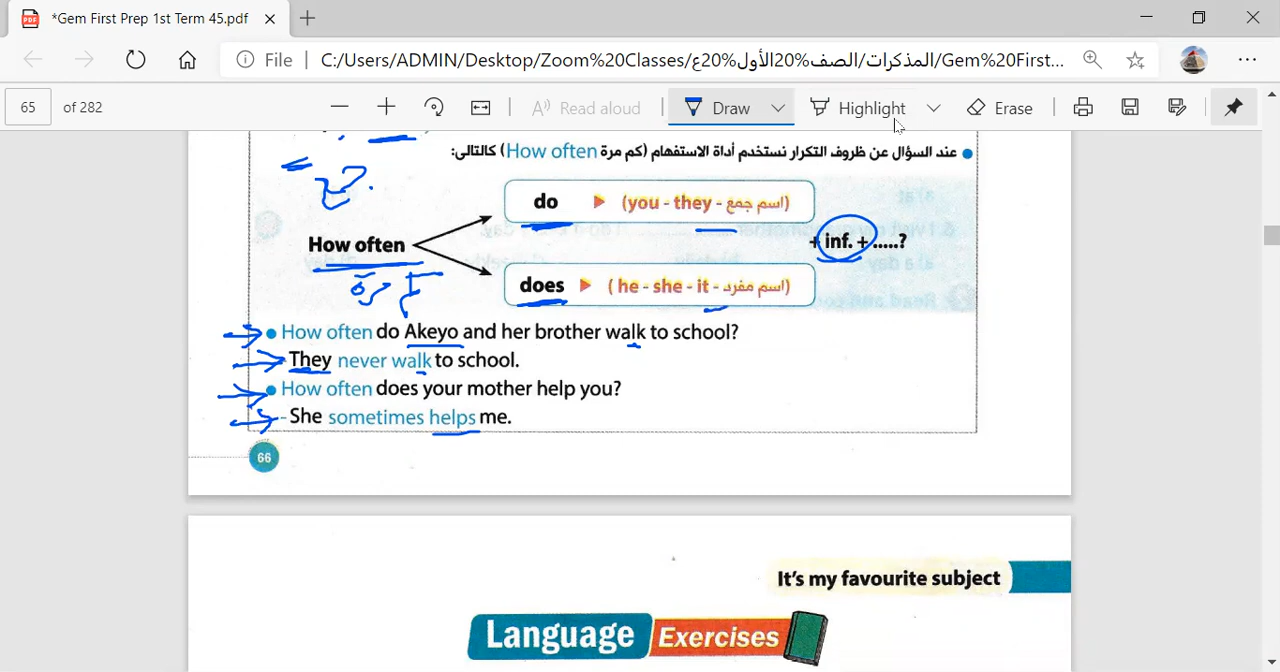 *Gem First Prep 1st Term 45.pdf
File C:/Users/ADMIN/Desktop/Zoom%20Classes/المذكرات/الصف%20الأول%20ع/Gem%20First...
65 of 282 Read aloud Draw Highlight Erase
عند السؤال عن ظروف التكرار نستخدم أداة الاستفهام (كم مرة How often) كالتالى:
do (you - they - اسم جمع)
How often + inf. + .....?
كم مرة
does ( he - she - it - اسم مفرد)
How often do Akeyo and her brother walk to school?
- They never walk to school.
How often does your mother help you?
- She sometimes helps me.
66
It's my favourite subject
Language Exercises